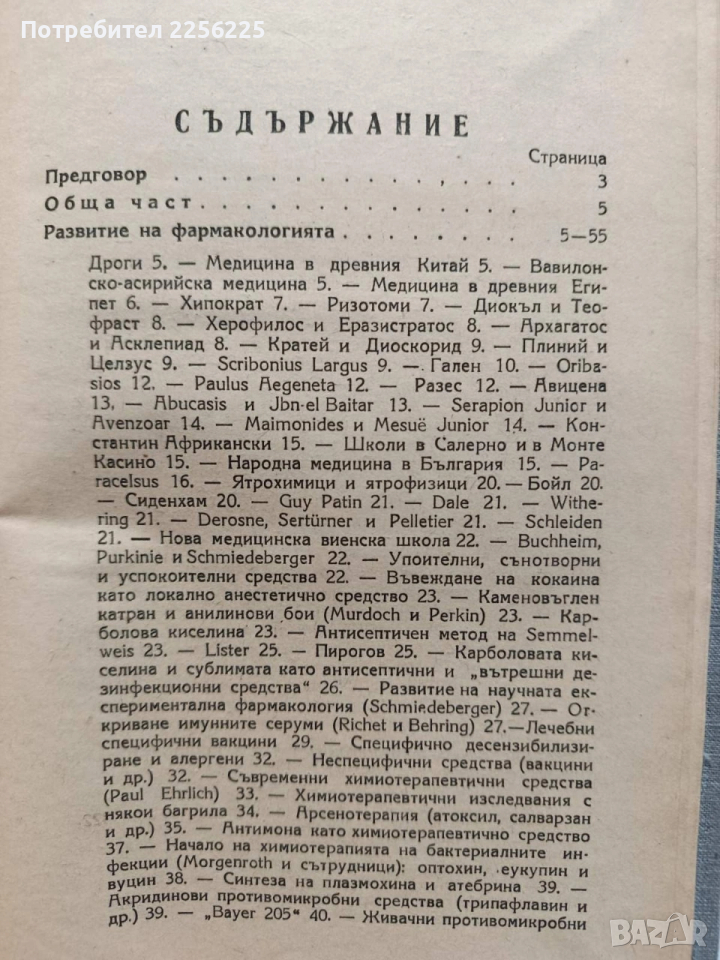 Потребител 2256225
СЪДЪРЖАНИЕ
Страница
Предговор . . . . . . . . . . . . . . . 3
Обща част . . . . . . . . . . . . . . 5
Развитие на фармакологията . . . . . . . . 5—55
Дроги 5. — Медицина в древния Китай 5. — Вавилон-
ско-асирийска медицина 5. — Медицина в древния Еги-
пет 6. — Хипократ 7. — Ризотоми 7. — Диокъл и Тео-
фраст 8. — Херофилос и Еразистратос 8. — Архагатос
и Асклепиад 8. — Кратей и Диоскорид 9. — Плиний и
Целзус 9. — Scribonius Largus 9. — Гален 10. — Oriba-
sios 12. — Paulus Aegeneta 12. — Разес 12. — Авицена
13. — Abucasis и Jbn-el Baitar 13. — Serapion Junior и
Avenzoar 14. — Maimonides и Mesuë Junior 14. — Кон-
стантин Африкански 15. — Школи в Салерно и в Монте
Касино 15. — Народна медицина в България 15. — Pa-
racelsus 16. — Ятрохимици и ятрофизици 20. — Бойл 20.
— Сиденхам 20. — Guy Patin 21. — Dale 21. — Withe-
ring 21. — Derosne, Sertürner и Pelletier 21. — Schleiden
21. — Нова медицинска виенска школа 22. — Buchheim,
Purkinie и Schmiedeberger 22. — Упоителни, сънотворни
и успокоителни средства 22. — Въвеждане на кокаина
като локално анестетично средство 23. — Каменовъглен
катран и анилинови бои (Murdoch и Perkin) 23. — Кар-
болова киселина 23. — Антисептичен метод на Semmel-
weis 23. — Lister 25. — Пирогов 25. — Карболовата ки-
селина и сублимата като антисептични и „вътрешни де-
зинфекционни средства“ 26. — Развитие на научната ек-
спериментална фармакология (Schmiedeberger) 27. — От-
криване имунните серуми (Richet и Behring) 27.—Лечебни
специфични вакцини 29. — Специфично десензибилизи-
ране и алергени 32. — Неспецифични средства (вакцини
и др.) 32. — Съвременни химиотерапевтични средства
(Paul Ehrlich) 33. — Химиотерапевтични изследвания с
някои багрила 34. — Арсенотерапия (атоксил, салварзан
и др.) 35. — Антимона като химиотерапевтично средство
37. — Начало на химиотерапията на бактериалните ин-
фекции (Morgenroth и сътрудници): оптохин, еукупин и
вуцин 38. — Синтеза на плазмохина и атебрина 39. —
Акридинови противомикробни средства (трипафлавин и
др.) 39. — „Bayer 205“ 40. — Живачни противомикробни
BAZAR